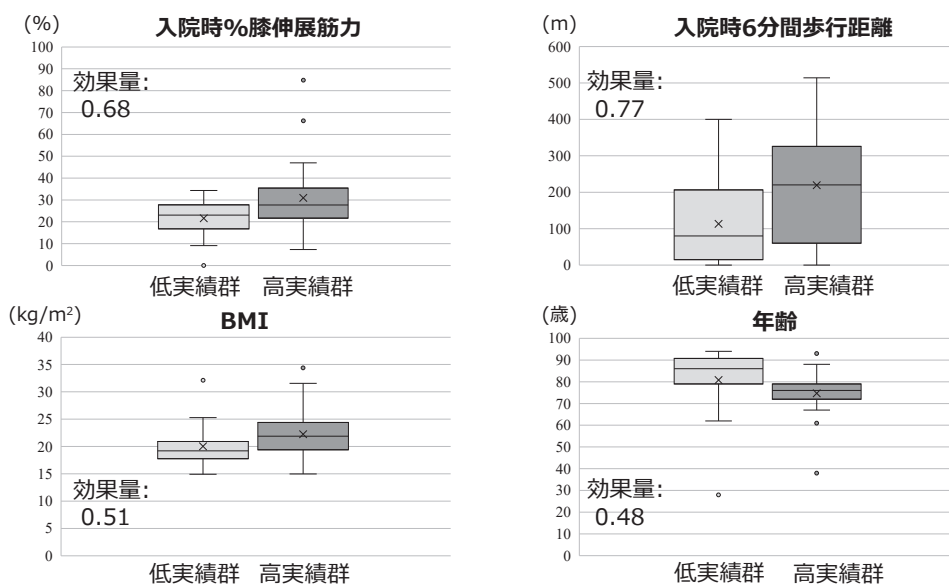 (%)
入院時%膝伸展筋力
100
90
80
70
60
50
40
30
20
10
0
効果量:
0.68
低実績群 高実績群
(m)
入院時6分間歩行距離
600
500
400
300
200
100
0
効果量:
0.77
低実績群 高実績群
(kg/m²)
BMI
40
35
30
25
20
15
10
5
0
効果量:
0.51
低実績群 高実績群
(歳)
年齢
100
90
80
70
60
50
40
30
20
10
0
効果量:
0.48
低実績群 高実績群